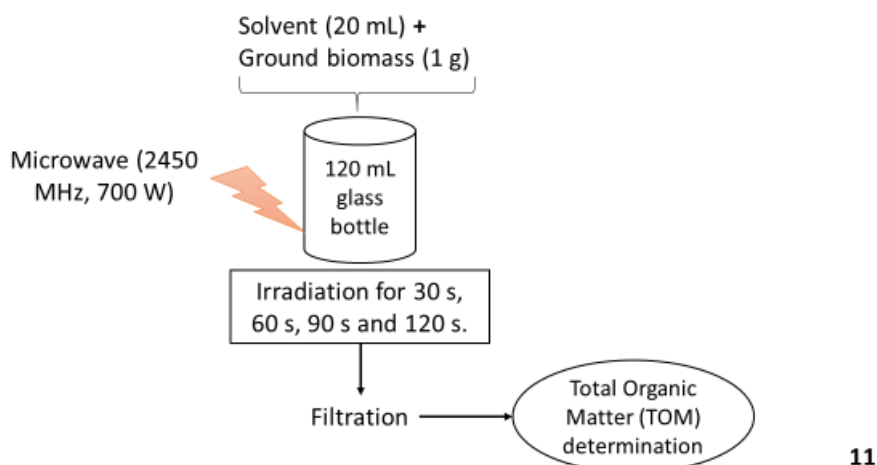 Solvent (20 mL) +
Ground biomass (1 g)
Microwave (2450
MHz, 700 W)
120 mL
glass
bottle
Irradiation for 30 s,
60 s, 90 s and 120 s.
Filtration
Total Organic
Matter (TOM)
determination
11